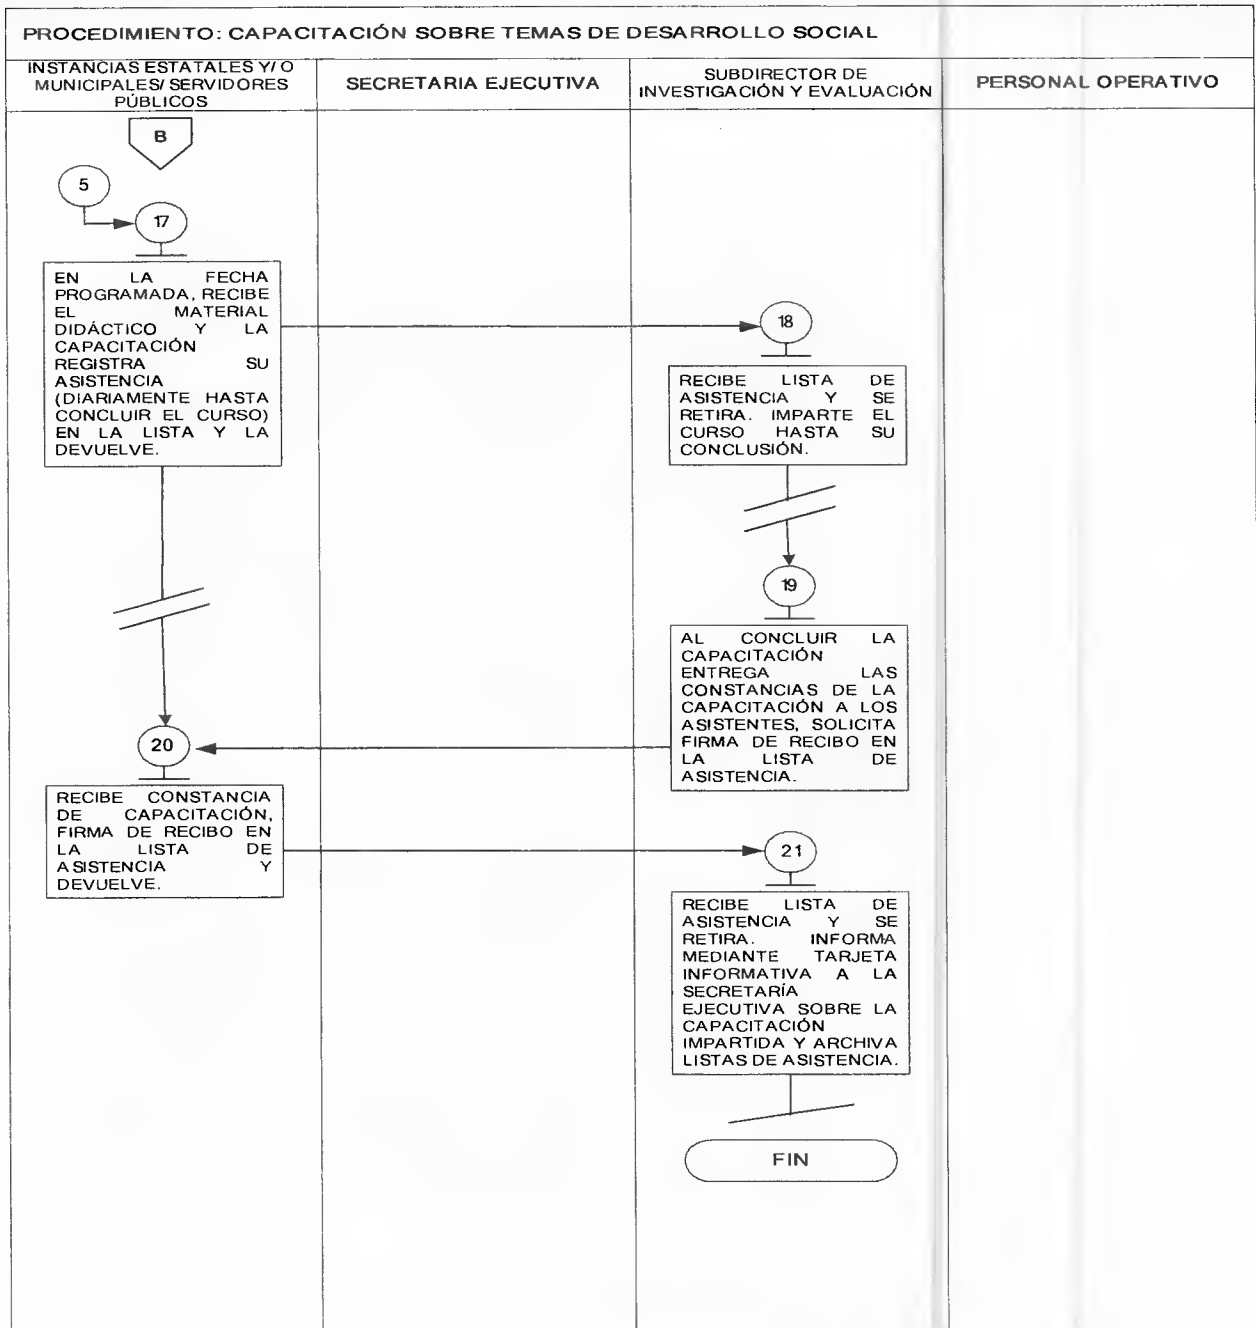 PROCEDIMIENTO: CAPACITACIÓN SOBRE TEMAS DE DESARROLLO SOCIAL
INSTANCIAS ESTATALES Y/ O
MUNICIPALES/ SERVIDORES
PÚBLICOS
SECRETARIA EJECUTIVA
SUBDIRECTOR DE
INVESTIGACIÓN Y EVALUACIÓN
PERSONAL OPERATIVO
B
5
17
EN LA FECHA
PROGRAMADA, RECIBE
EL MATERIAL
DIDÁCTICO Y LA
CAPACITACIÓN
REGISTRA SU
ASISTENCIA
(DIARIAMENTE HASTA
CONCLUIR EL CURSO)
EN LA LISTA Y LA
DEVUELVE.
18
RECIBE LISTA DE
ASISTENCIA Y SE
RETIRA. IMPARTE EL
CURSO HASTA SU
CONCLUSIÓN.
19
AL CONCLUIR LA
CAPACITACIÓN
ENTREGA LAS
CONSTANCIAS DE LA
CAPACITACIÓN A LOS
ASISTENTES, SOLICITA
FIRMA DE RECIBO EN
LA LISTA DE
ASISTENCIA.
20
RECIBE CONSTANCIA
DE CAPACITACIÓN,
FIRMA DE RECIBO EN
LA LISTA DE
ASISTENCIA Y
DEVUELVE.
21
RECIBE LISTA DE
ASISTENCIA Y SE
RETIRA. INFORMA
MEDIANTE TARJETA
INFORMATIVA A LA
SECRETARÍA
EJECUTIVA SOBRE LA
CAPACITACIÓN
IMPARTIDA Y ARCHIVA
LISTAS DE ASISTENCIA.
FIN